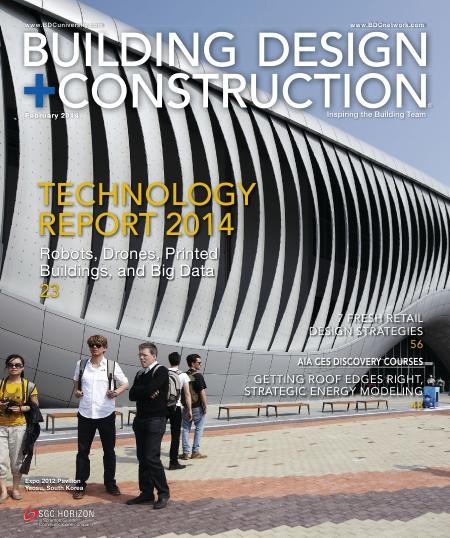 www.BDCuniversity.com
www.BDCnetwork.com
BUILDING DESIGN
+CONSTRUCTION
February 2014
Inspiring the Building Team
TECHNOLOGY
REPORT 2014
Robots, Drones, Printed
Buildings, and Big Data
23
7 FRESH RETAIL
DESIGN STRATEGIES
56
AIA CES DISCOVERY COURSES
GETTING ROOF EDGES RIGHT,
STRATEGIC ENERGY MODELING
Expo 2012 Pavilion
Yeosu, South Korea
SGC HORIZON